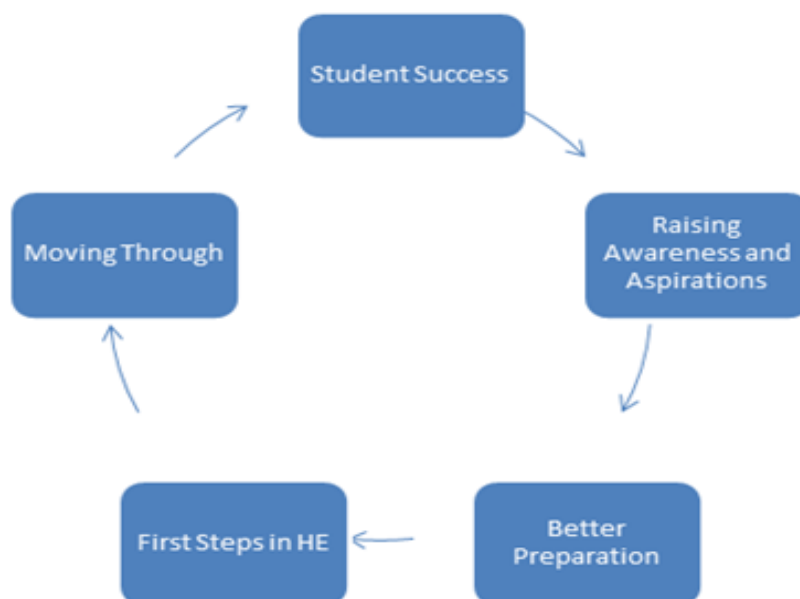 Student Success
Raising
Awareness and
Aspirations
Better
Preparation
First Steps in HE
Moving Through